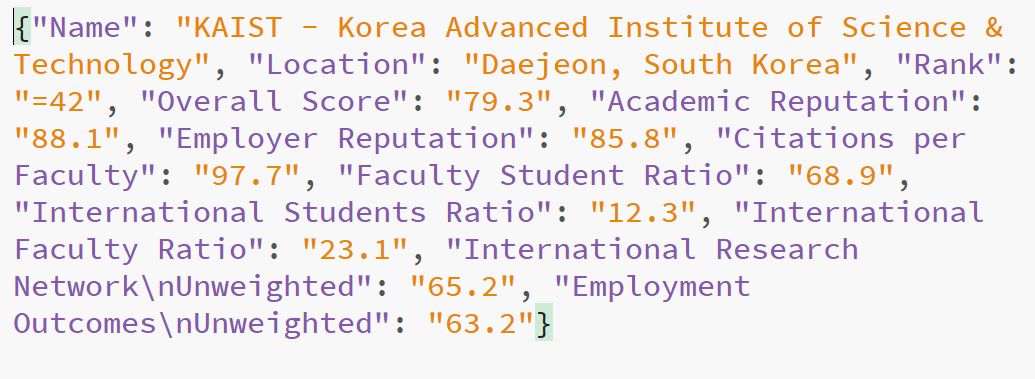 {"Name": "KAIST - Korea Advanced Institute of Science &
Technology", "Location": "Daejeon, South Korea", "Rank":
"=42", "Overall Score": "79.3", "Academic Reputation":
"88.1", "Employer Reputation": "85.8", "Citations per
Faculty": "97.7", "Faculty Student Ratio": "68.9",
"International Students Ratio": "12.3", "International
Faculty Ratio": "23.1", "International Research
Network\nUnweighted": "65.2", "Employment
Outcomes\nUnweighted": "63.2"}